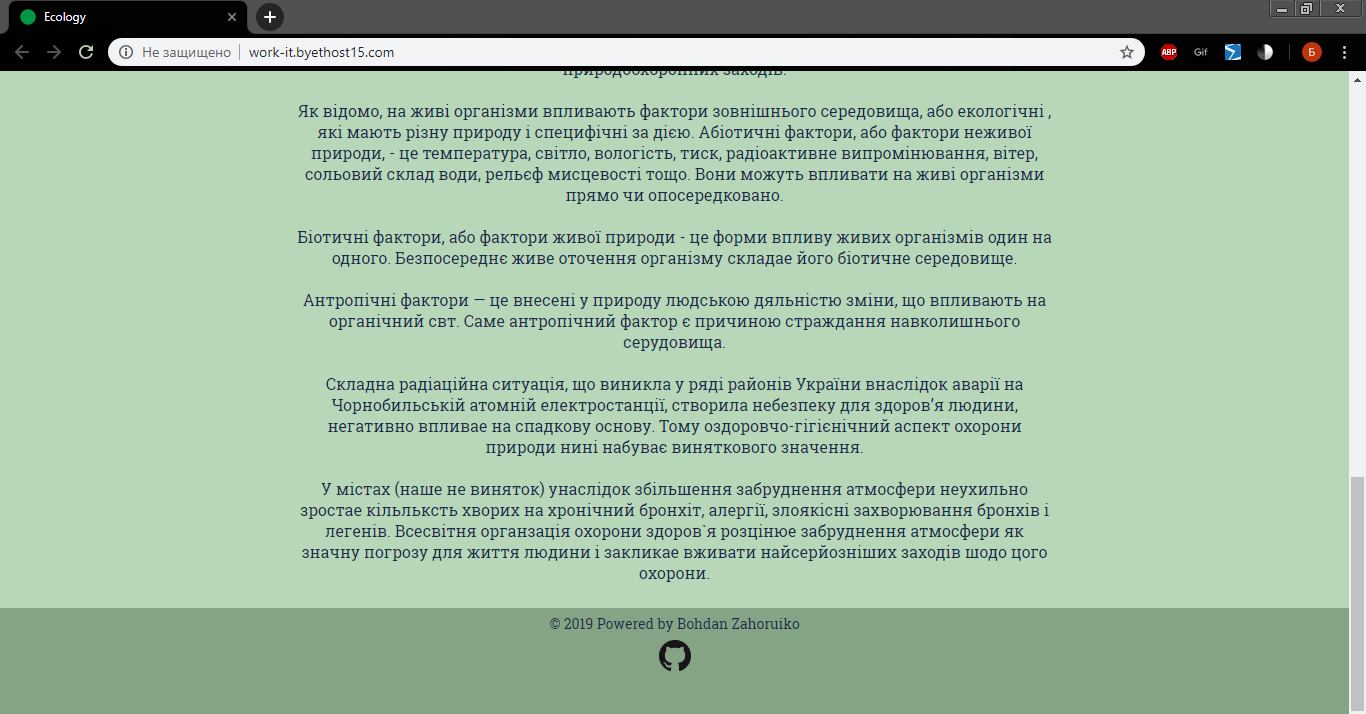 Ecology
Не защищено
work-it.byethost15.com
ABP
Gif
Б
природоохоронних заходів.
Як відомо, на живі організми впливають фактори зовнішнього середовища, або екологічні ,
які мають різну природу і специфічні за дією. Абіотичні фактори, або фактори неживої
природи, - це температура, світло, вологість, тиск, радіоактивне випромінювання, вітер,
сольовий склад води, рельєф мисцевості тощо. Вони можуть впливати на живі організми
прямо чи опосередковано.
Біотичні фактори, або фактори живої природи - це форми впливу живих організмів один на
одного. Безпосереднє живе оточення організму складае його біотичне середовище.
Антропічні фактори — це внесені у природу людською дяльністю зміни, що впливають на
органічний свт. Саме антропічний фактор є причиною страждання навколишнього
серудовища.
Складна радіаційна ситуація, що виникла у ряді районів України внаслідок аварії на
Чорнобильській атомній електростанції, створила небезпеку для здоров’я людини,
негативно впливае на спадкову основу. Тому оздоровчо-гігієнічний аспект охорони
природи нині набуває виняткового значення.
У містах (наше не виняток) унаслідок збільшення забруднення атмосфери неухильно
зростае кільльксть хворих на хронічний бронхіт, алергії, злоякісні захворювання бронхів і
легенів. Всесвітня органзація охорони здоров`я розцінює забруднення атмосфери як
значну погрозу для життя людини і закликае вживати найсерйозніших заходів шодо цого
охорони.
© 2019 Powered by Bohdan Zahoruiko